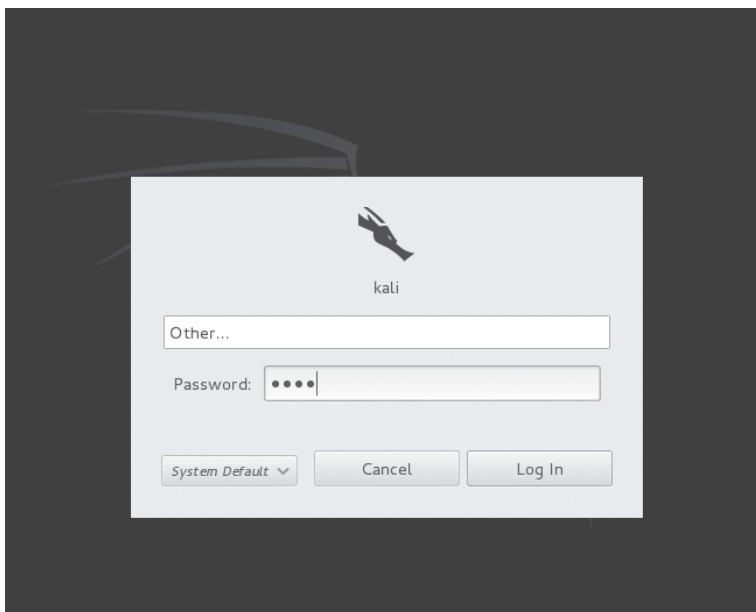 kali
Other...
Password: ••••
System Default
Cancel
Log In